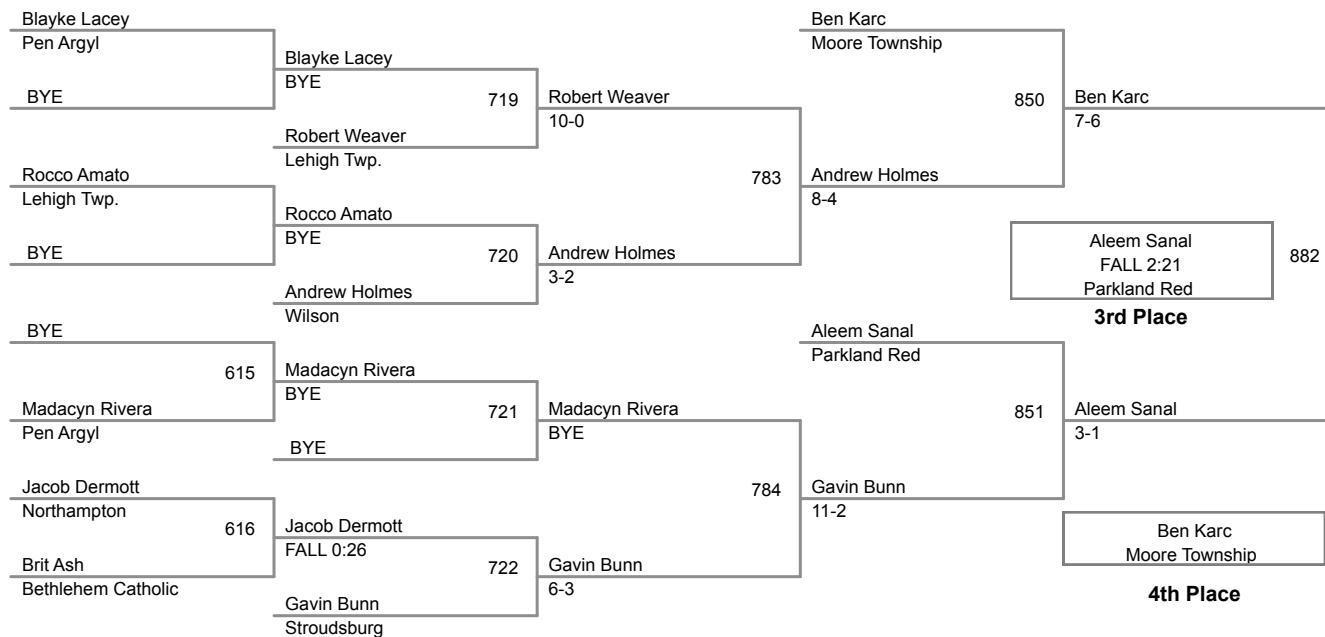 Blayke Lacey
Pen Argyl
BYE
Rocco Amato
Lehigh Twp.
BYE
BYE
615
Madacyn Rivera
Pen Argyl
Jacob Dermott
Northampton
616
Brit Ash
Bethlehem Catholic
Blayke Lacey
BYE
719
Robert Weaver
Lehigh Twp.
Rocco Amato
BYE
720
Andrew Holmes
Wilson
Madacyn Rivera
BYE
721
BYE
Jacob Dermott
FALL 0:26
722
Gavin Bunn
Stroudsburg
Robert Weaver
10-0
783
Andrew Holmes
3-2
Madacyn Rivera
BYE
784
Gavin Bunn
6-3
Ben Karc
Moore Township
850
Andrew Holmes
8-4
Aleem Sanal
Parkland Red
851
Gavin Bunn
11-2
Ben Karc
7-6
Aleem Sanal
FALL 2:21
Parkland Red
882
3rd Place
Aleem Sanal
3-1
Ben Karc
Moore Township
4th Place